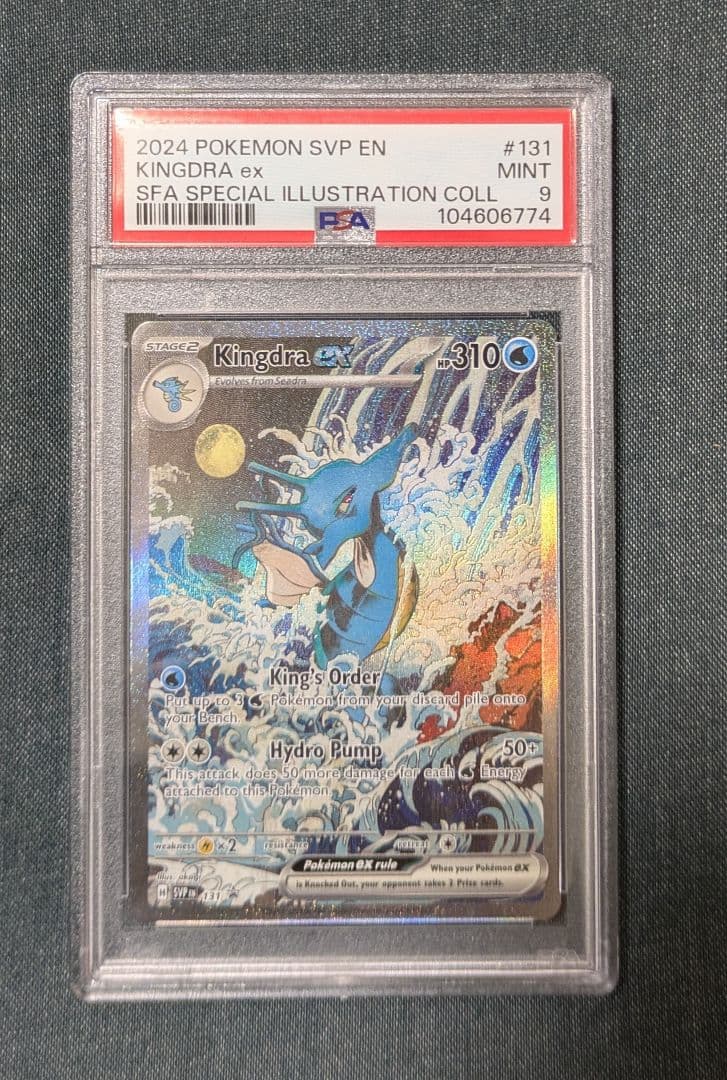 2024 POKEMON SVP EN #131
KINGDRA ex MINT
SFA SPECIAL ILLUSTRATION COLL 9
PSA 104606774
STAGE2 Kingdra ex HP310
Evolves from Seadra
King's Order
Put up to 3 Pokémon from your discard pile onto
your Bench.
Hydro Pump 50+
This attack does 50 more damage for each Energy
attached to this Pokémon.
weakness ×2 resistance retreat
Pokémon ex rule When your Pokémon ex
is Knocked Out, your opponent takes 2 Prize cards.
Illus. akagi
H SVP EN 131